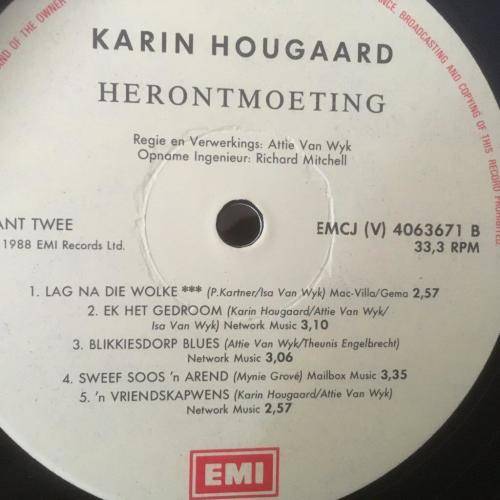 ND OF THE OWNER
NCE, BROADCASTING AND COPYING OF THIS RECORD
KARIN HOUGAARD
HERONTMOETING
Regie en Verwerkings: Attie Van Wyk
Opname Ingenieur: Richard Mitchell
ANT TWEE
1988 EMI Records Ltd.
EMCJ (V) 4063671 B
33,3 RPM
1. LAG NA DIE WOLKE *** (P.Kartner/Isa Van Wyk) Mac-Villa/Gema 2,57
2. EK HET GEDROOM (Karin Hougaard/Attie Van Wyk/
Isa Van Wyk) Network Music 3,10
3. BLIKKIESDORP BLUES (Attie Van Wyk/Theunis Engelbrecht)
Network Music 3,06
4. SWEEF SOOS 'n AREND (Mynie Grové) Mailbox Music 3,35
5. 'n VRIENDSKAPWENS (Karin Hougaard/Attie Van Wyk)
Network Music 2,57
EMI